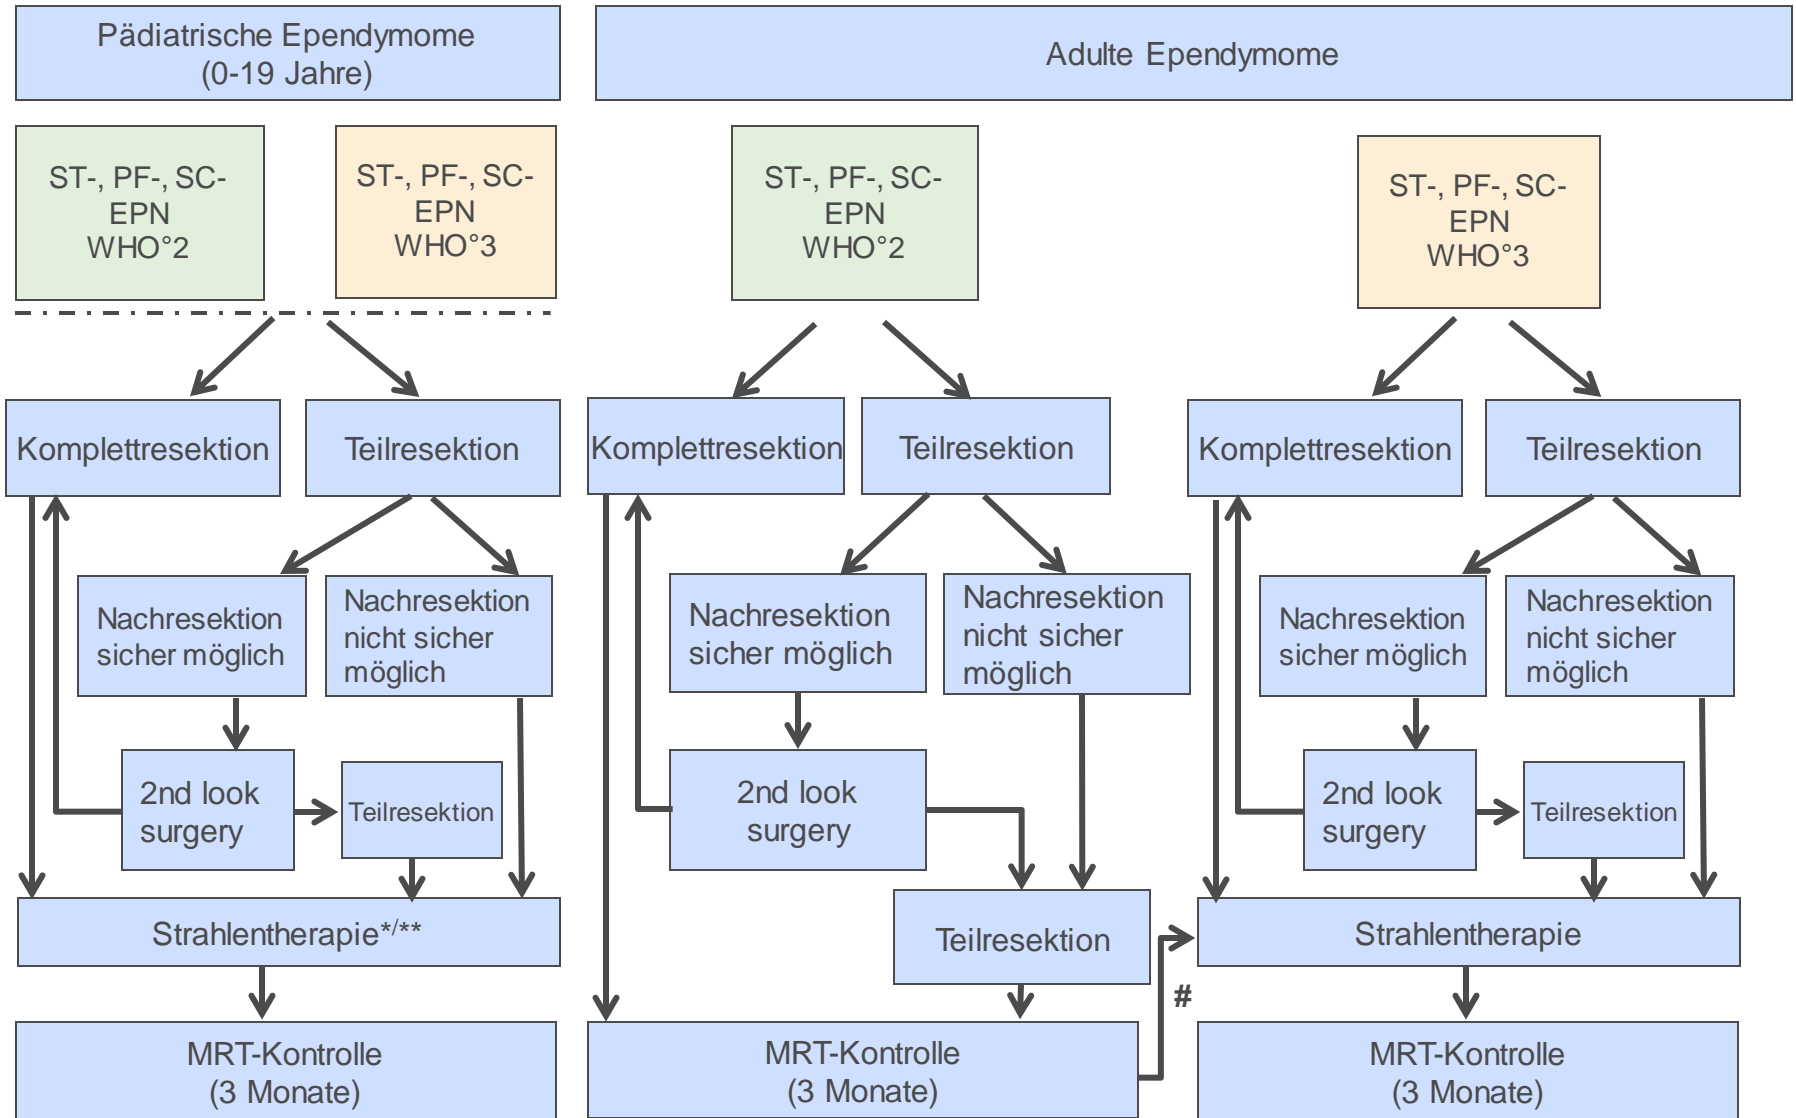 Pädiatrische Ependymome
(0-19 Jahre)
Adulte Ependymome
ST-, PF-, SC-
EPN
WHO°2
ST-, PF-, SC-
EPN
WHO°3
ST-, PF-, SC-
EPN
WHO°2
ST-, PF-, SC-
EPN
WHO°3
Komplettresektion
Teilresektion
Komplettresektion
Teilresektion
Komplettresektion
Teilresektion
Nachresektion
sicher möglich
Nachresektion
nicht sicher
möglich
Nachresektion
sicher möglich
Nachresektion
nicht sicher
möglich
Nachresektion
sicher möglich
Nachresektion
nicht sicher
möglich
2nd look
surgery
Teilresektion
2nd look
surgery
2nd look
surgery
Teilresektion
Strahlentherapie*/**
Teilresektion
Strahlentherapie
#
MRT-Kontrolle
(3 Monate)
MRT-Kontrolle
(3 Monate)
MRT-Kontrolle
(3 Monate)